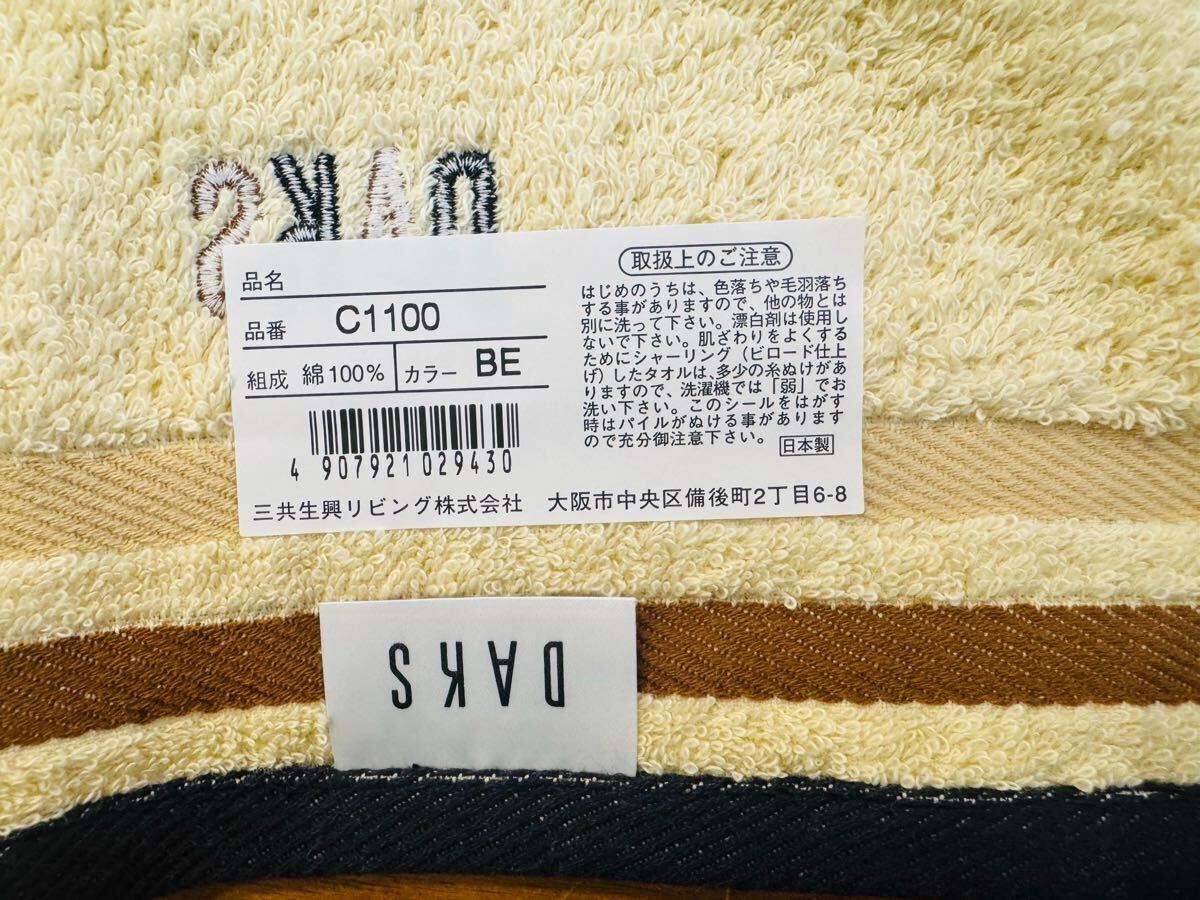 DAKS
品名
品番 C1100
組成 綿100% カラー BE
4 907921 029430
取扱上のご注意
はじめのうちは、色落ちや毛羽落ち
する事がありますので、他の物とは
別に洗って下さい。漂白剤は使用し
ないで下さい。肌ざわりをよくする
ためにシャーリング（ビロード仕上
げ）したタオルは、多少の糸ぬけがあ
りますので、洗濯機では「弱」でお
洗い下さい。このシールをはがす
時はパイルがぬける事があります
ので充分御注意下さい。
日本製
三共生興リビング株式会社 大阪市中央区備後町2丁目6-8
DAKS